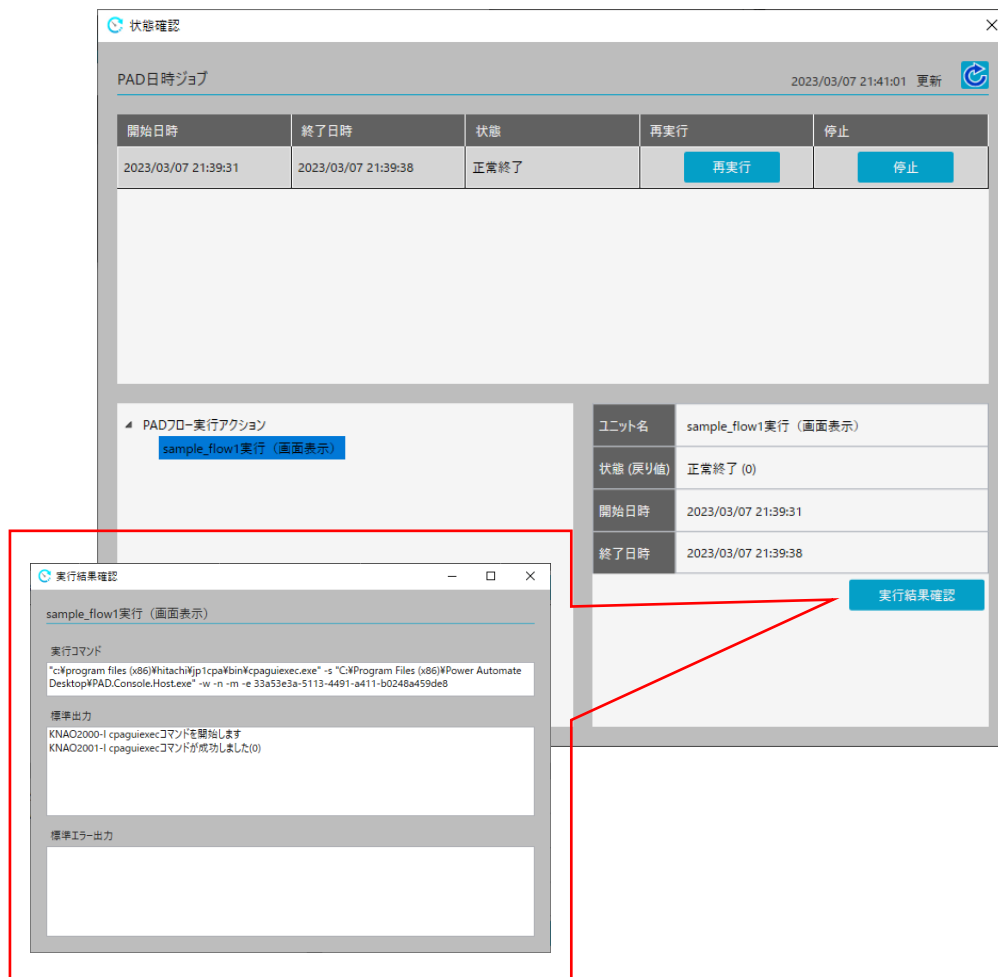 状態確認
PAD日時ジョブ
2023/03/07 21:41:01 更新
開始日時 終了日時 状態 再実行 停止
2023/03/07 21:39:31 2023/03/07 21:39:38 正常終了 再実行 停止
PADフロー実行アクション
sample_flow1実行（画面表示）
ユニット名 sample_flow1実行（画面表示）
状態 (戻り値) 正常終了 (0)
開始日時 2023/03/07 21:39:31
終了日時 2023/03/07 21:39:38
実行結果確認
実行結果確認
sample_flow1実行（画面表示）
実行コマンド
"c:¥program files (x86)¥hitachi¥jp1cpa¥bin¥cpaguiexec.exe" -s "C:¥Program Files (x86)¥Power Automate
Desktop¥PAD.Console.Host.exe" -w -n -m -e 33a53e3a-5113-4491-a411-b0248a459de8
標準出力
KNAO2000-I cpaguiexecコマンドを開始します
KNAO2001-I cpaguiexecコマンドが成功しました(0)
標準エラー出力